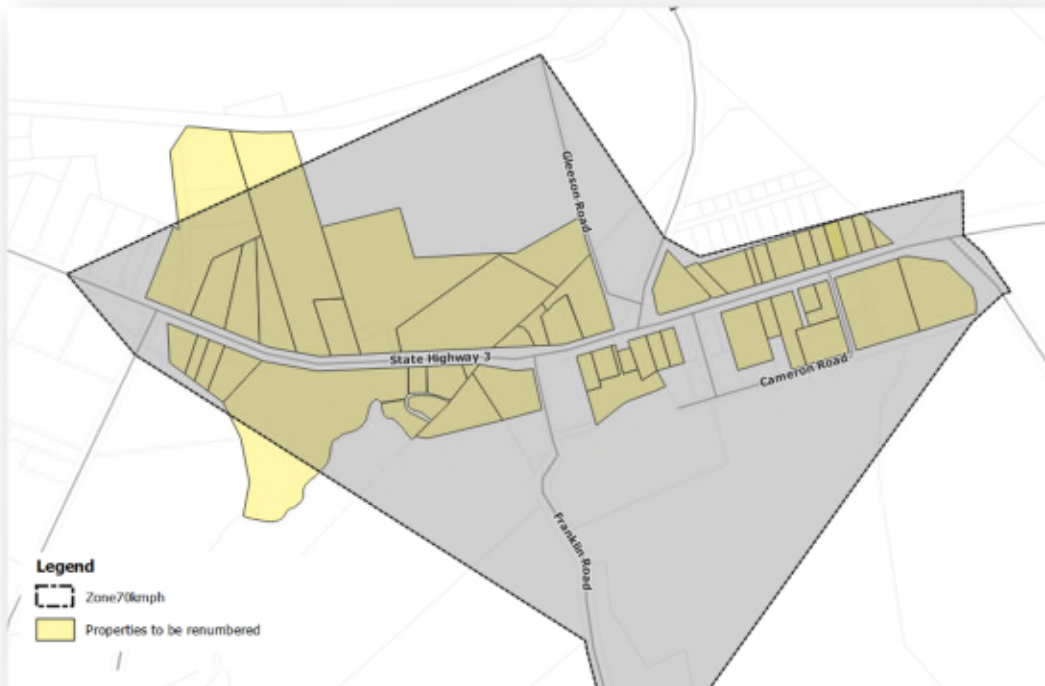 Gleeson Road
State Highway 3
Cameron Road
Franklin Road
Legend
Zone70kmph
Properties to be renumbered